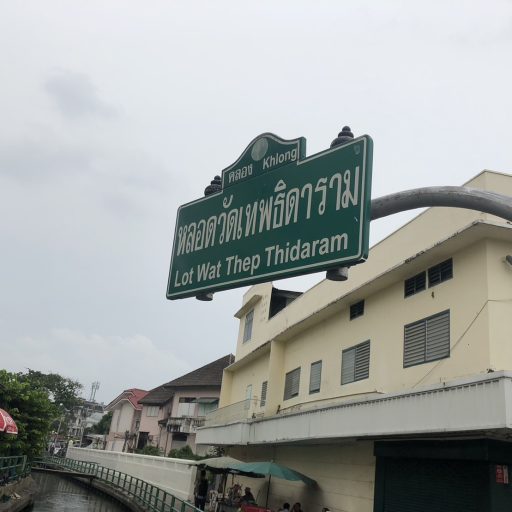 คลอง Khlong
หลอดวัดเทพธิดาราม
Lot Wat Thep Thidaram